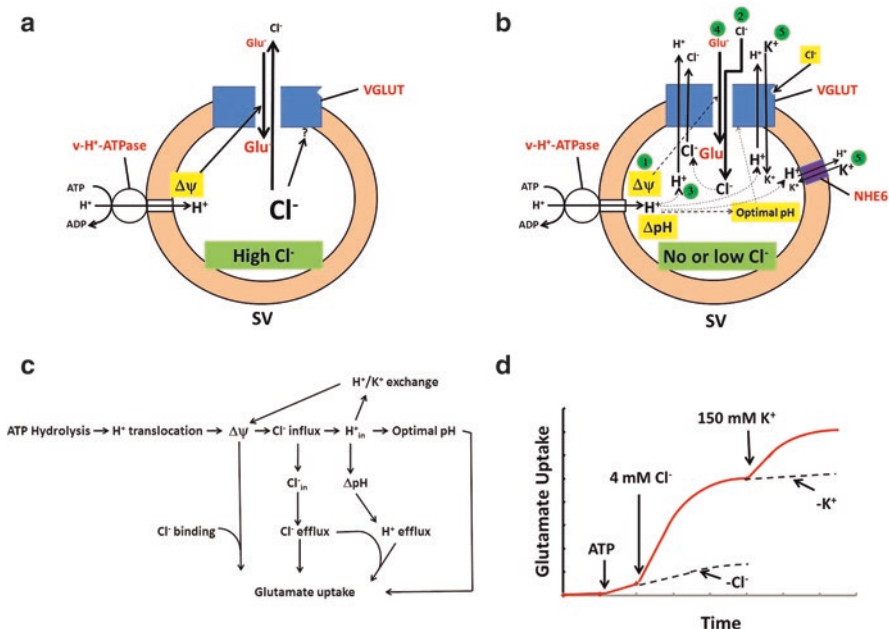 a
Cl⁻
Glu⁻
VGLUT
Glu⁻
?
v-H⁺-ATPase
Δψ
ATP
H⁺
H⁺
ADP
Cl⁻
High Cl⁻
SV
b
2
4
5
Cl⁻
Glu⁻
H⁺
Cl⁻
H⁺
K⁺
Cl⁻
VGLUT
v-H⁺-ATPase
Cl⁻
Glu
1
H⁺
K⁺
H⁺
H⁺
5
K⁺
Δψ
H⁺
3
Cl⁻
K⁺
NHE6
ATP
H⁺
H⁺
ADP
ΔpH
Optimal pH
No or low Cl⁻
SV
c
H⁺/K⁺ exchange
ATP Hydrolysis H⁺ translocation Δψ Cl⁻ influx H⁺in Optimal pH
Cl⁻in ΔpH
Cl⁻ binding Cl⁻ efflux H⁺ efflux
Glutamate uptake
d
Glutamate Uptake
150 mM K⁺
4 mM Cl⁻
-K⁺
ATP
-Cl⁻
Time